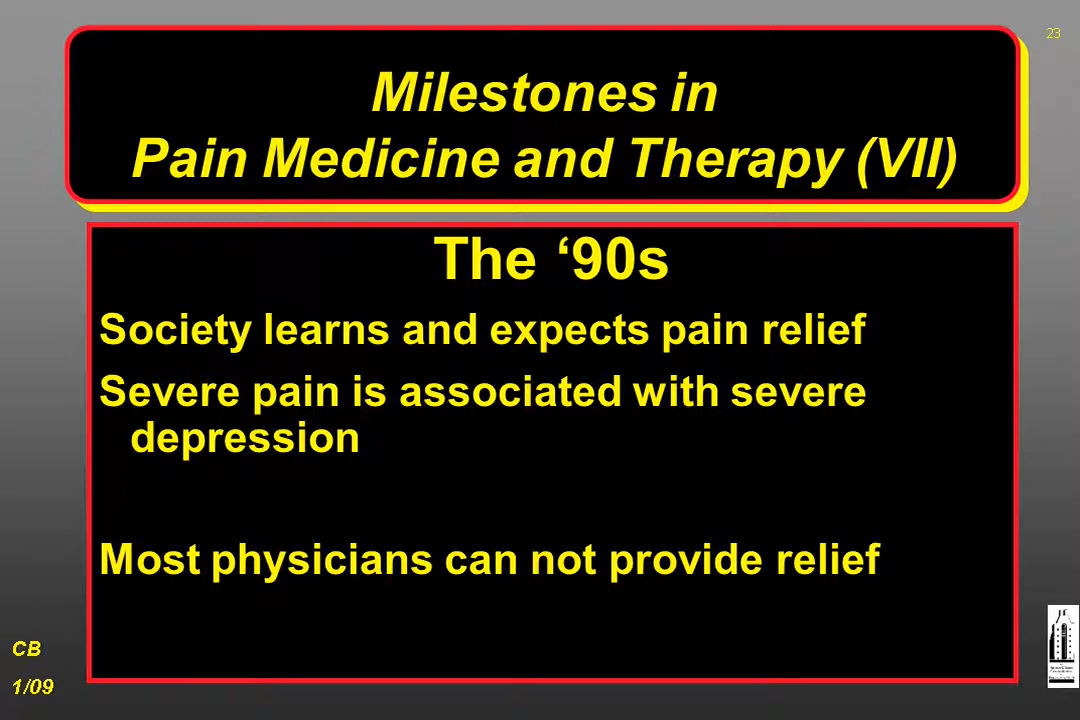 23
Milestones in
Pain Medicine and Therapy (VII)
The ‘90s
Society learns and expects pain relief
Severe pain is associated with severe
depression
Most physicians can not provide relief
CB
1/09